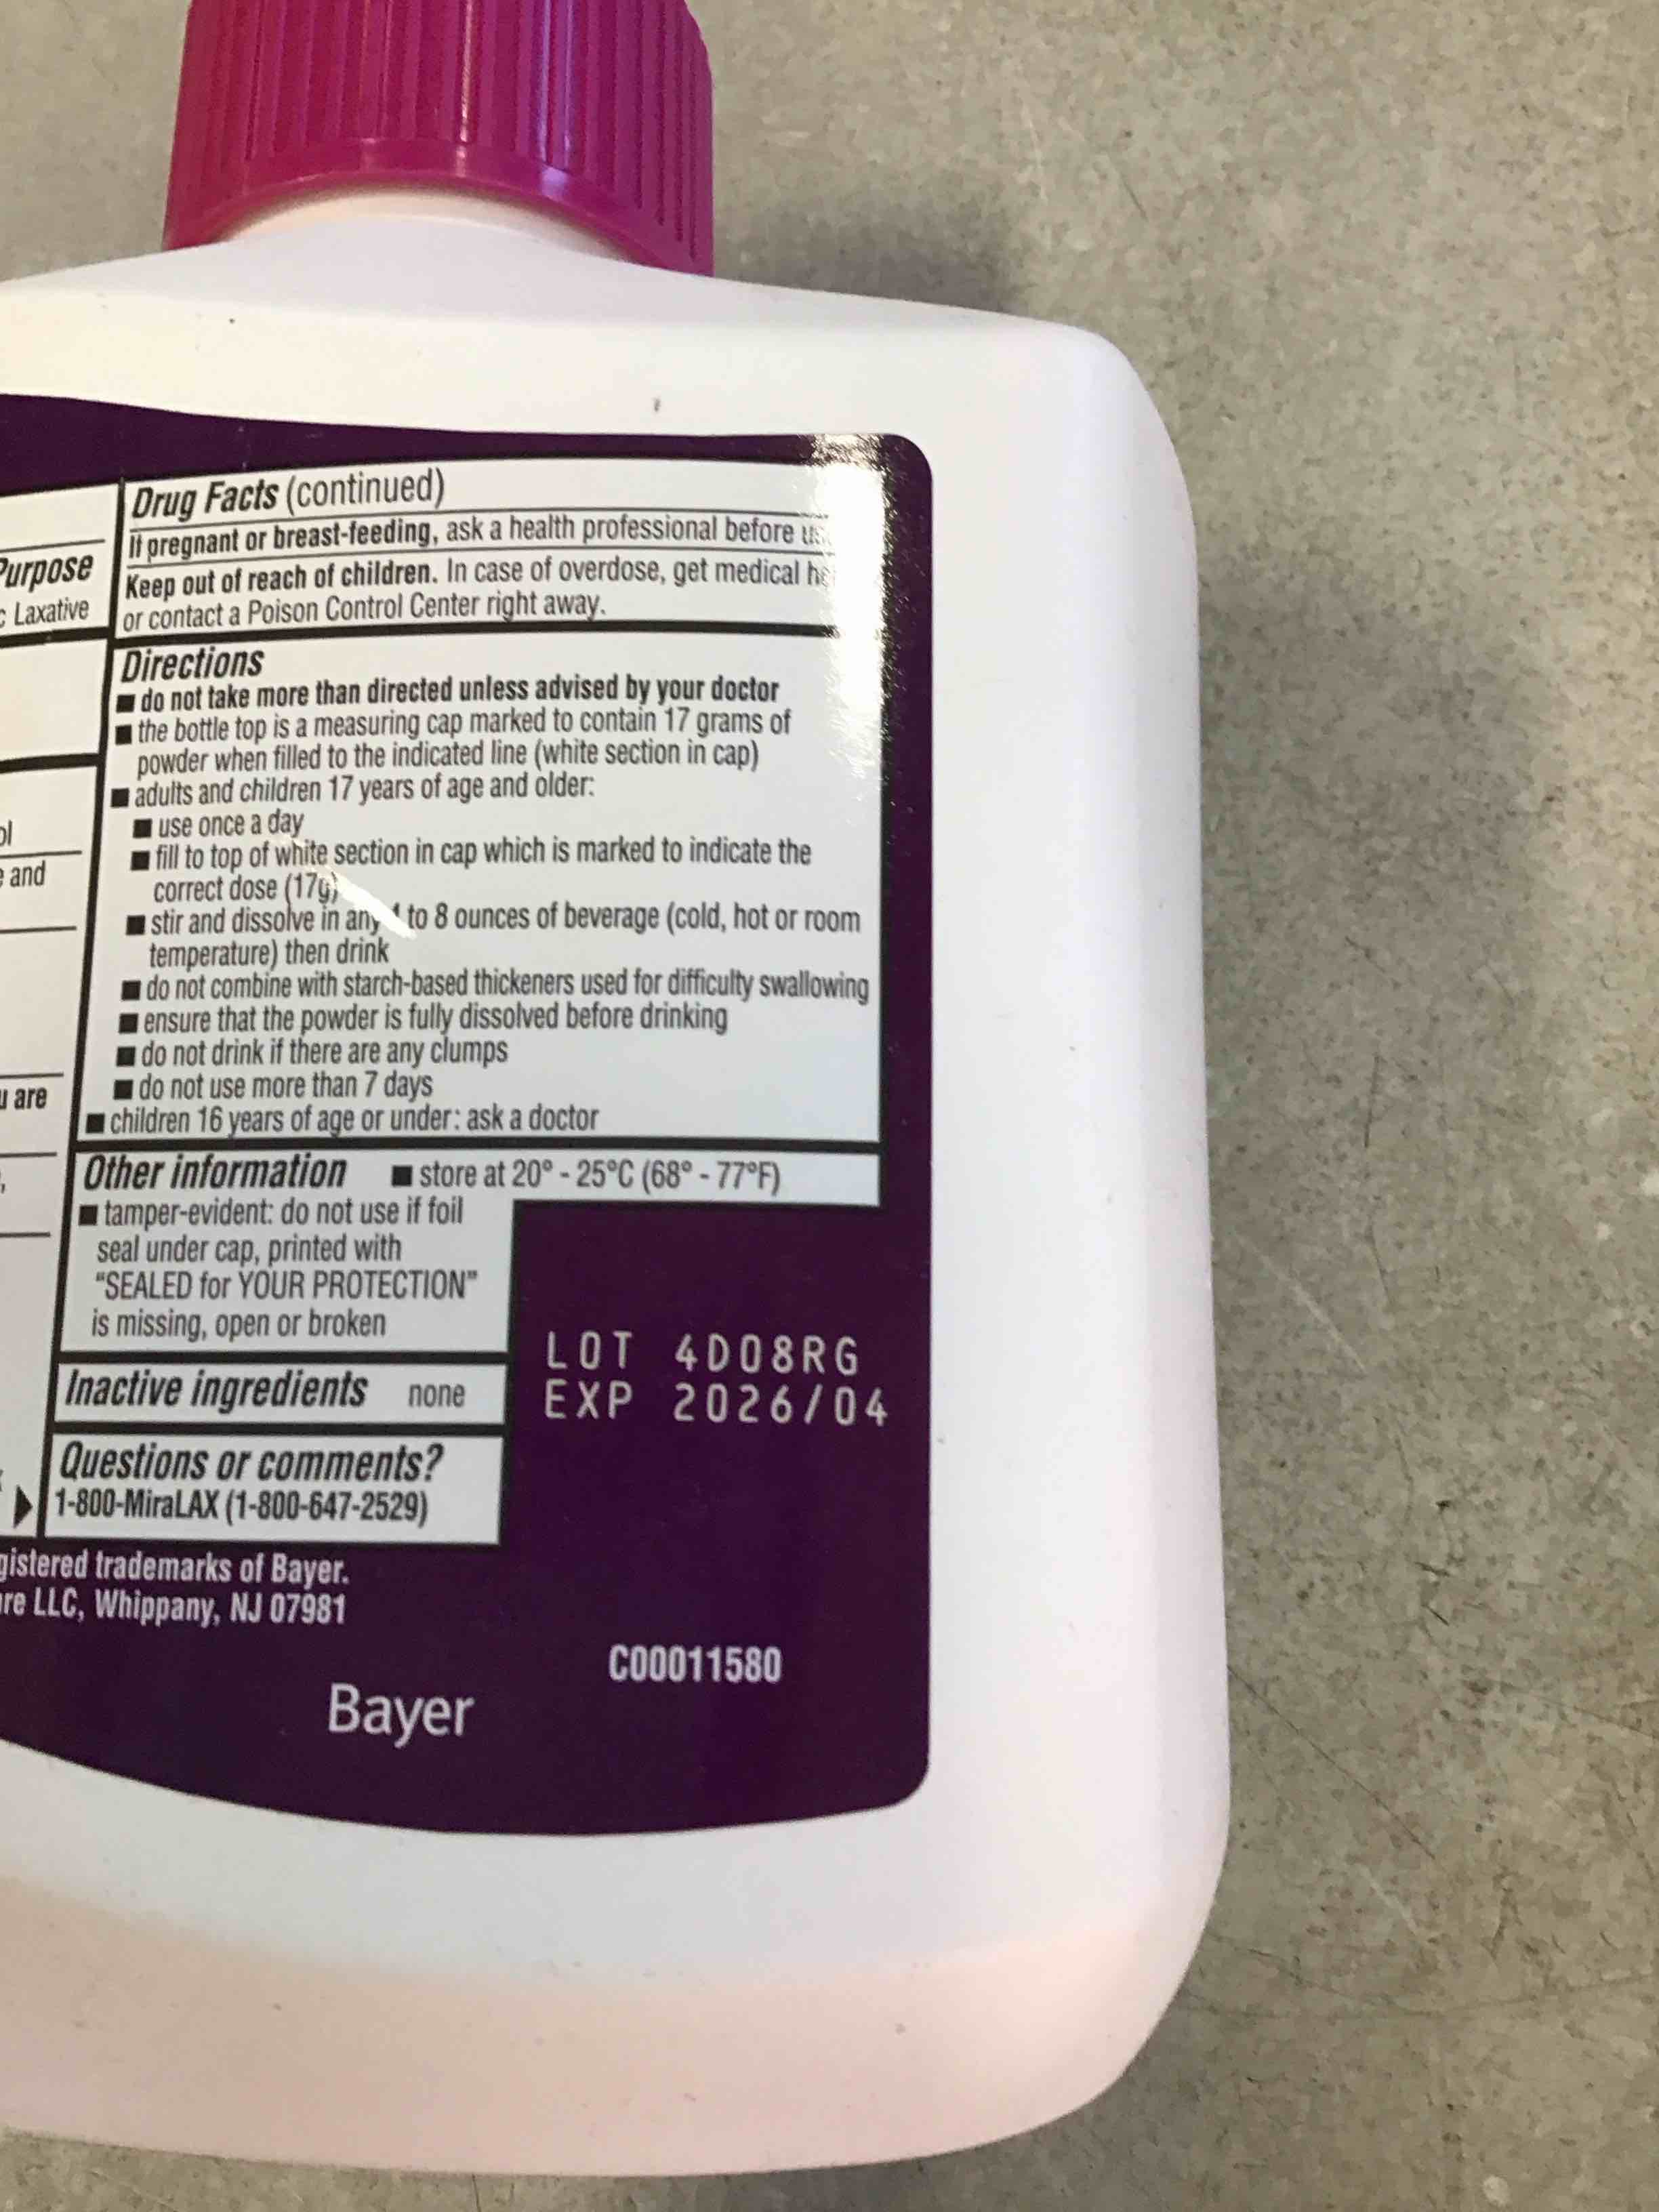 Purpose
Laxative
and
are
Drug Facts (continued)
If pregnant or breast-feeding, ask a health professional before
Keep out of reach of children. In case of overdose, get medical
or contact a Poison Control Center right away.
Directions
■ do not take more than directed unless advised by your doctor
■ the bottle top is a measuring cap marked to contain 17 grams of
powder when filled to the indicated line (white section in cap)
■ adults and children 17 years of age and older:
■ use once a day
■ fill to top of white section in cap which is marked to indicate the
correct dose (17g)
■ stir and dissolve in any to 8 ounces of beverage (cold, hot or room
temperature) then drink
■ do not combine with starch-based thickeners used for difficulty swallowing
■ ensure that the powder is fully dissolved before drinking
■ do not drink if there are any clumps
■ do not use more than 7 days
■ children 16 years of age or under: ask a doctor
Other information ■ store at 20° - 25°C (68° - 77°F)
■ tamper-evident: do not use if foil
seal under cap, printed with
"SEALED for YOUR PROTECTION"
is missing, open or broken
Inactive ingredients none
Questions or comments?
1-800-MiraLAX (1-800-647-2529)
LOT 4D08RG
EXP 2026/04
trademarks of Bayer.
LLC, Whippany, NJ 07981
C00011580
Bayer